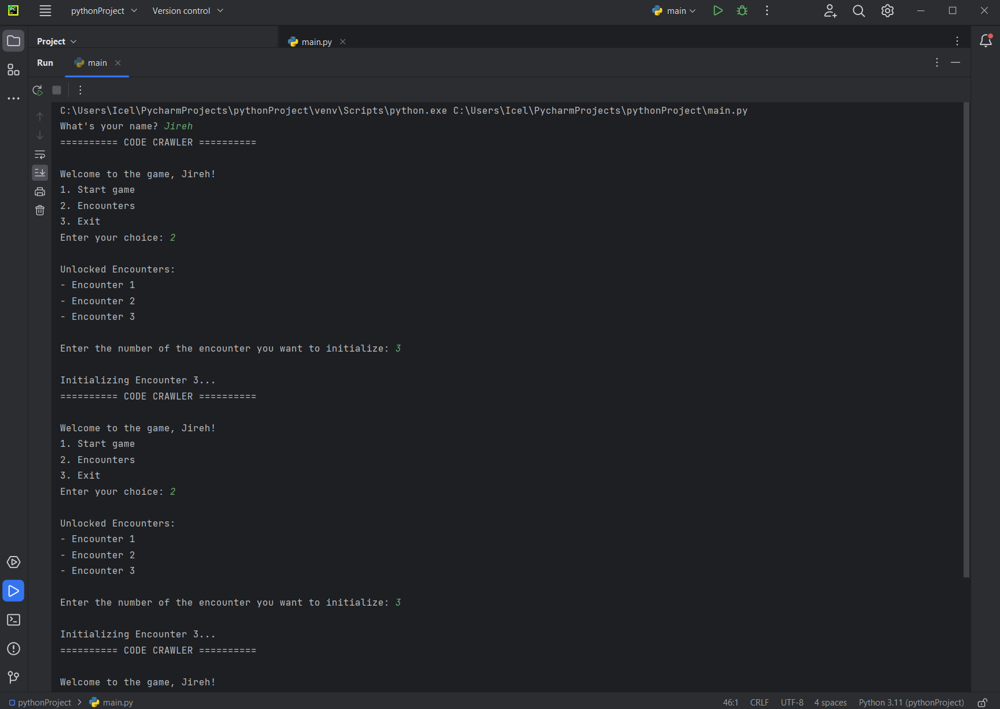 PC
pythonProject
Version control
main
Project
main.py
Run
main
C:\Users\Icel\PycharmProjects\pythonProject\venv\Scripts\python.exe C:\Users\Icel\PycharmProjects\pythonProject\main.py
What's your name? Jireh
========== CODE CRAWLER ==========
Welcome to the game, Jireh!
1. Start game
2. Encounters
3. Exit
Enter your choice: 2
Unlocked Encounters:
- Encounter 1
- Encounter 2
- Encounter 3
Enter the number of the encounter you want to initialize: 3
Initializing Encounter 3...
========== CODE CRAWLER ==========
Welcome to the game, Jireh!
1. Start game
2. Encounters
3. Exit
Enter your choice: 2
Unlocked Encounters:
- Encounter 1
- Encounter 2
- Encounter 3
Enter the number of the encounter you want to initialize: 3
Initializing Encounter 3...
========== CODE CRAWLER ==========
Welcome to the game, Jireh!
pythonProject
main.py
46:1
CRLF
UTF-8
4 spaces
Python 3.11 (pythonProject)